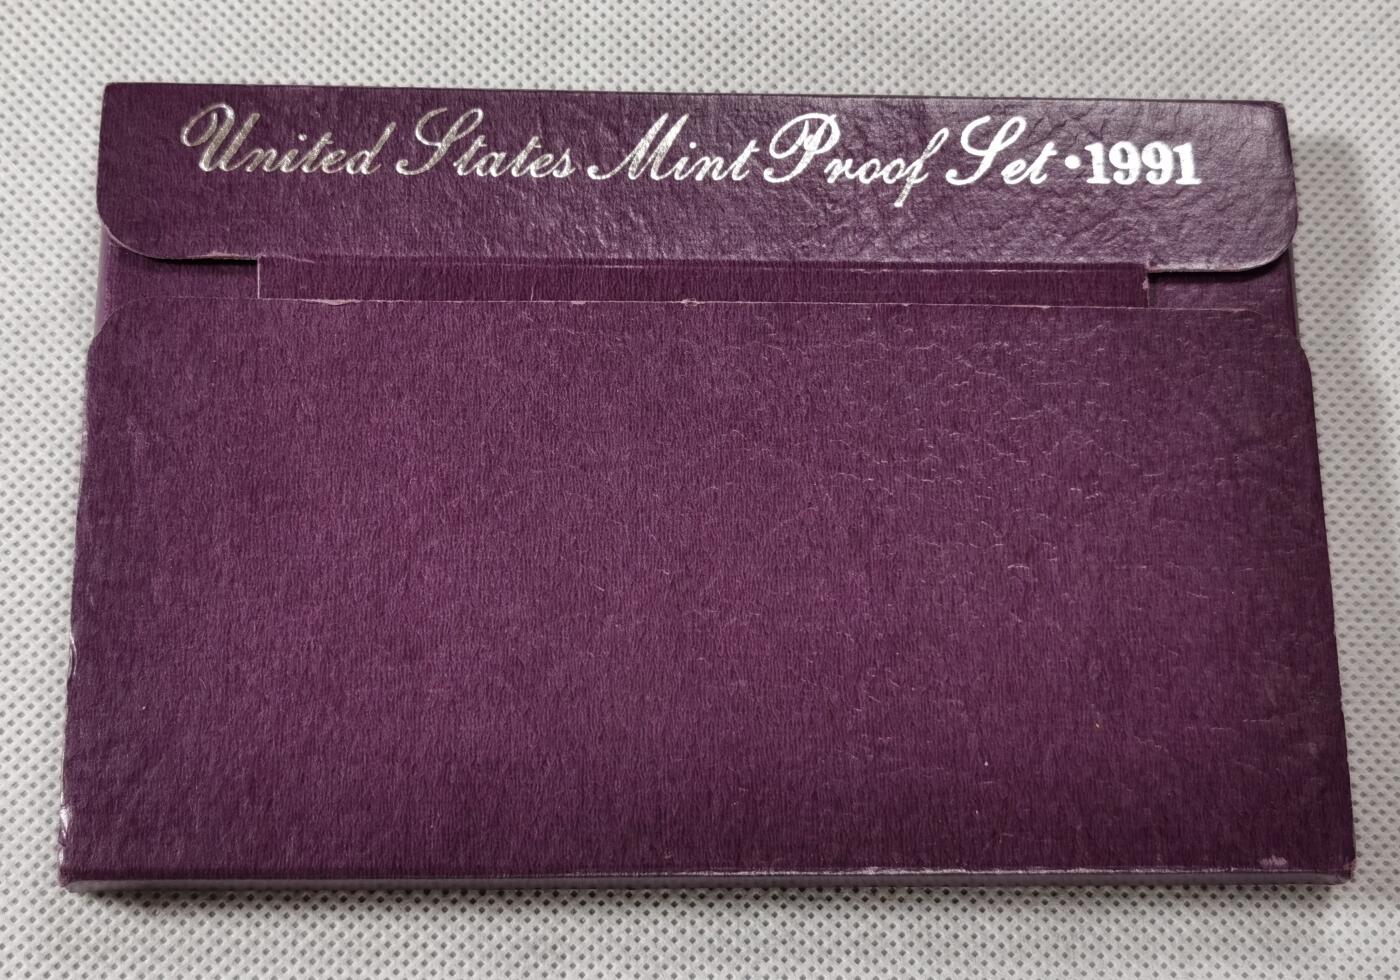 United States Mint Proof Set • 1991